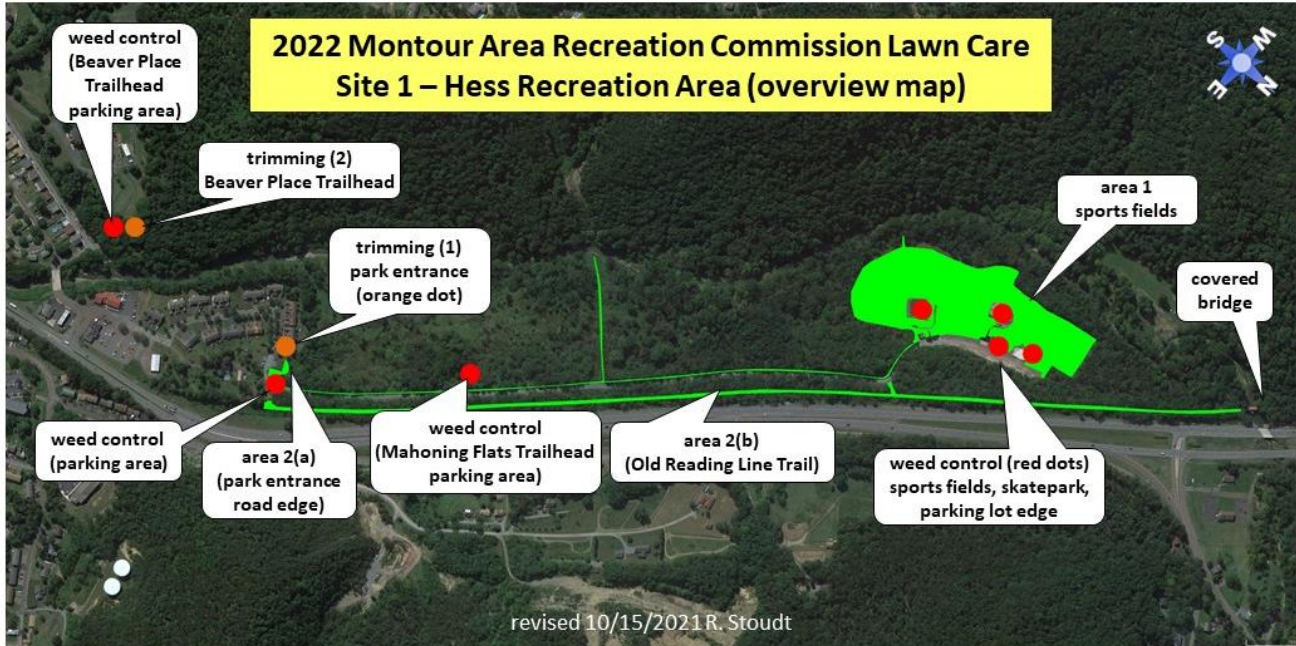 2022 Montour Area Recreation Commission Lawn Care
Site 1 – Hess Recreation Area (overview map)
weed control
(Beaver Place
Trailhead
parking area)
S
W
E
N
trimming (2)
Beaver Place Trailhead
area 1
sports fields
trimming (1)
park entrance
(orange dot)
covered
bridge
weed control
(parking area)
area 2(a)
(park entrance
road edge)
weed control
(Mahoning Flats Trailhead
parking area)
area 2(b)
(Old Reading Line Trail)
weed control (red dots)
sports fields, skatepark,
parking lot edge
revised 10/15/2021 R. Stoudt